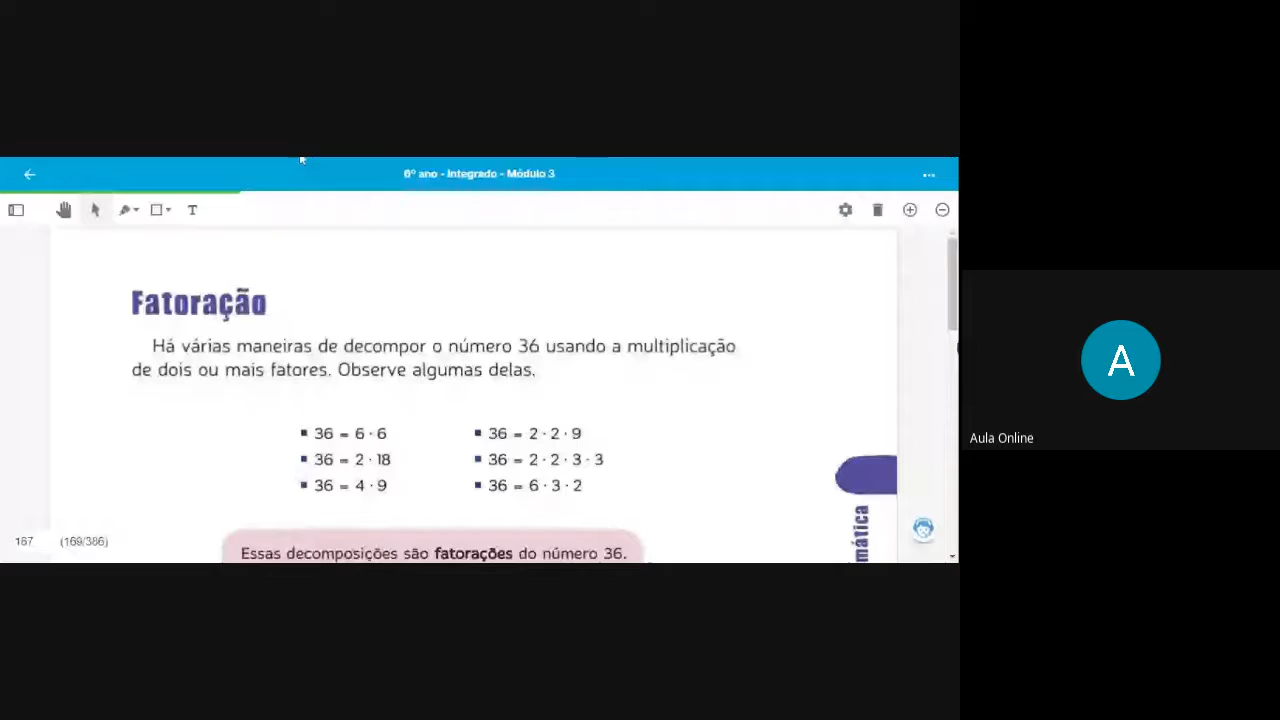 6º ano - Integrado - Módulo 3
T
Fatoração
Há várias maneiras de decompor o número 36 usando a multiplicação
de dois ou mais fatores. Observe algumas delas.
▪ 36 = 6 · 6
▪ 36 = 2 · 18
▪ 36 = 4 · 9
▪ 36 = 2 · 2 · 9
▪ 36 = 2 · 2 · 3 · 3
▪ 36 = 6 · 3 · 2
Essas decomposições são fatorações do número 36.
mática
167 (169/386)
A
Aula Online